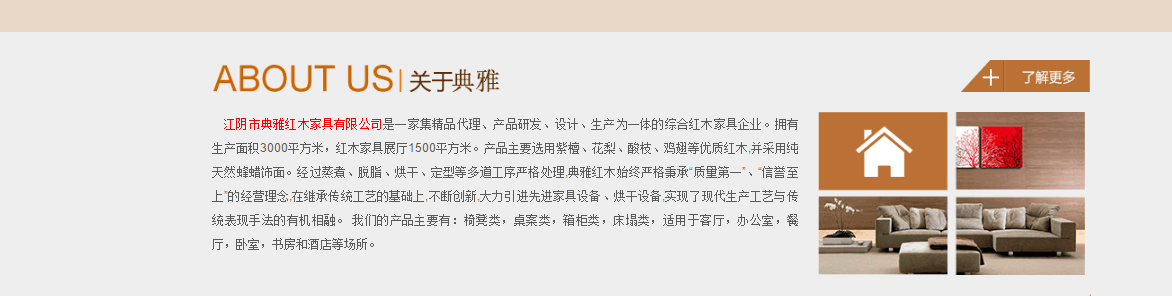 ABOUT US 关于典雅
了解更多
江阴市典雅红木家具有限公司是一家集精品代理、产品研发、设计、生产为一体的综合红木家具企业。拥有
生产面积3000平方米，红木家具展厅1500平方米。产品主要选用紫檀、花梨、酸枝、鸡翅等优质红木,并采用纯
天然蜂蜡饰面。经过蒸煮、脱脂、烘干、定型等多道工序严格处理,典雅红木始终严格秉承“质量第一”、“信誉至
上”的经营理念,在继承传统工艺的基础上,不断创新,大力引进先进家具设备、烘干设备,实现了现代生产工艺与传
统表现手法的有机相融。 我们的产品主要有：椅凳类，桌案类，箱柜类，床塌类，适用于客厅，办公室，餐
厅，卧室，书房和酒店等场所。